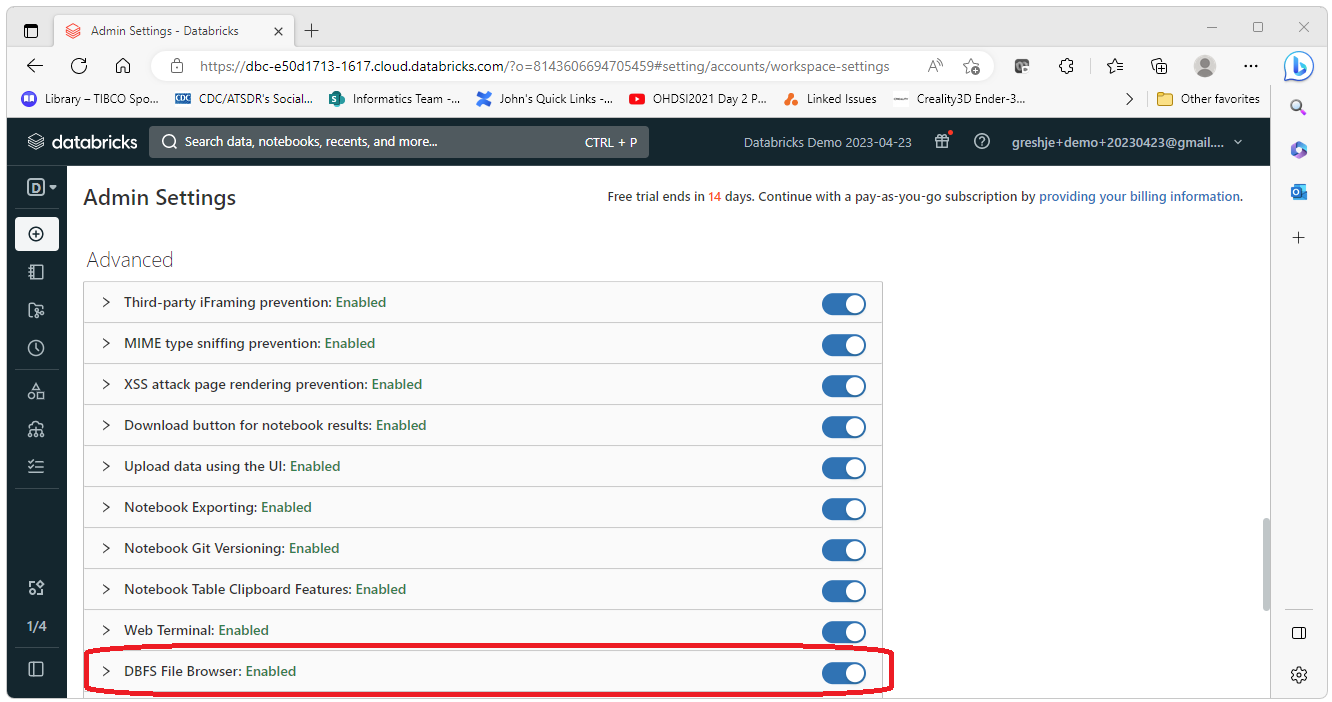 Admin Settings - Databricks
https://dbc-e50d1713-1617.cloud.databricks.com/?o=8143606694705459#setting/accounts/workspace-settings
Library – TIBCO Spo...
CDC/ATSDR's Social...
Informatics Team -...
John's Quick Links -...
OHDSI2021 Day 2 P...
Linked Issues
Creality3D Ender-3...
Other favorites
databricks
Search data, notebooks, recents, and more...
CTRL + P
Databricks Demo 2023-04-23
greshje+demo+20230423@gmail....
D
Admin Settings
Free trial ends in 14 days. Continue with a pay-as-you-go subscription by providing your billing information.
Advanced
Third-party iFraming prevention: Enabled
MIME type sniffing prevention: Enabled
XSS attack page rendering prevention: Enabled
Download button for notebook results: Enabled
Upload data using the UI: Enabled
Notebook Exporting: Enabled
Notebook Git Versioning: Enabled
Notebook Table Clipboard Features: Enabled
Web Terminal: Enabled
1/4
DBFS File Browser: Enabled